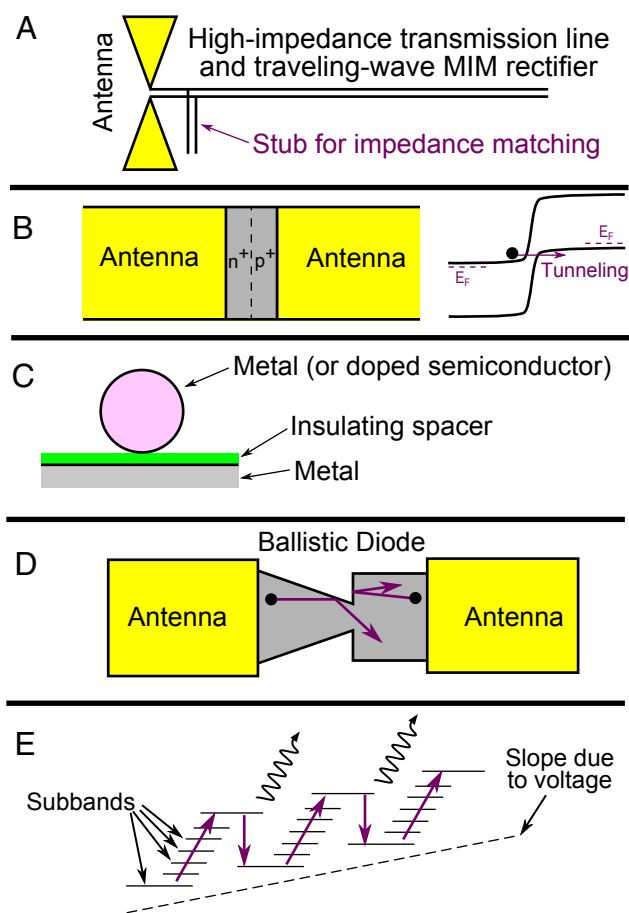 A
Antenna
High-impedance transmission line
and traveling-wave MIM rectifier
Stub for impedance matching
B
Antenna
n+
p+
Antenna
EF
EF
Tunneling
C
Metal (or doped semiconductor)
Insulating spacer
Metal
D
Ballistic Diode
Antenna
Antenna
E
Subbands
Slope due
to voltage